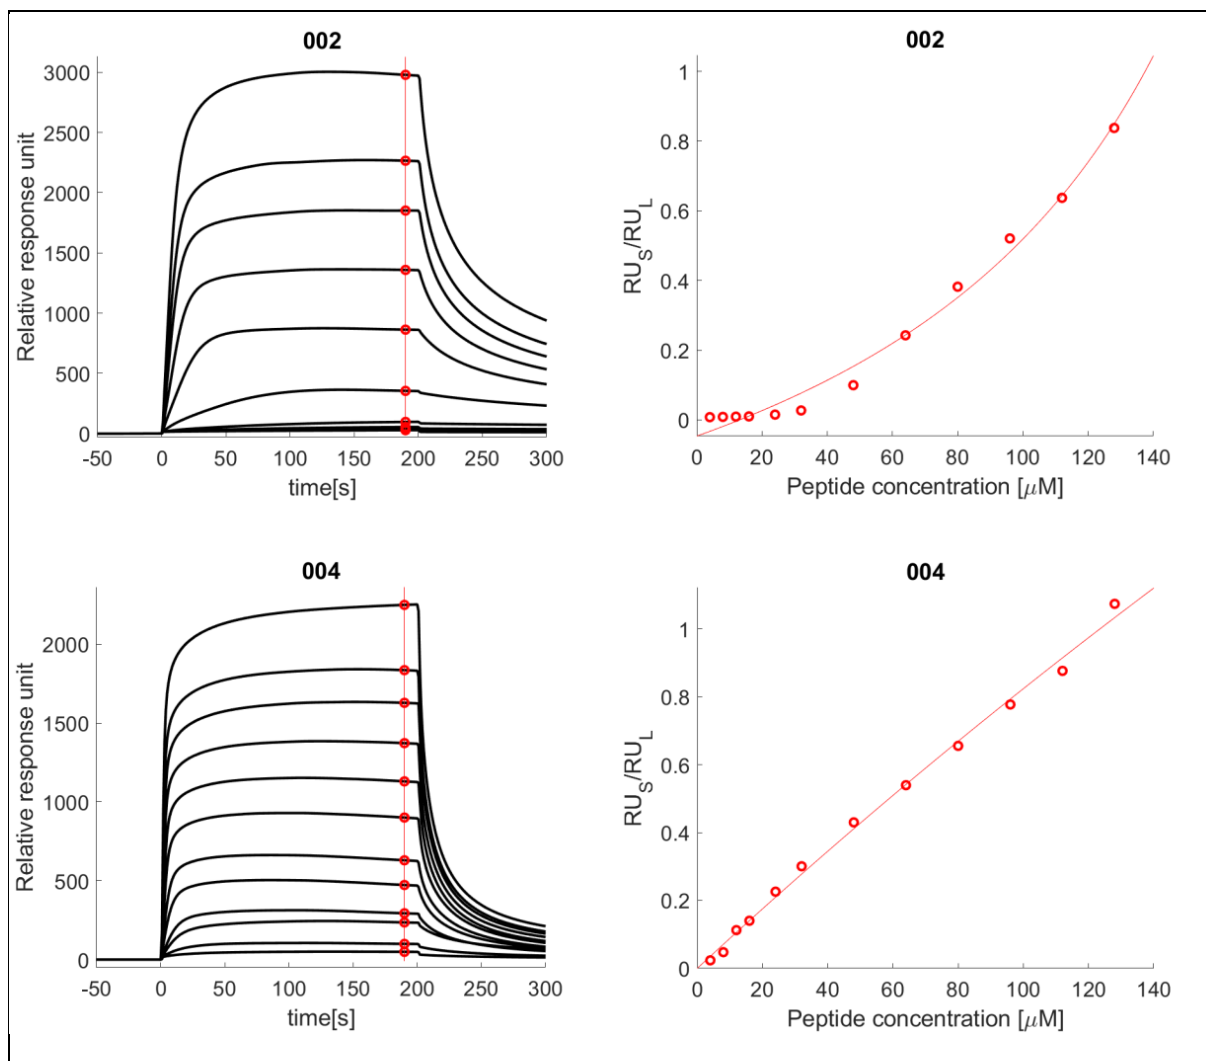 002
Relative response unit
3000
2500
2000
1500
1000
500
0
-50 0 50 100 150 200 250 300
time[s]
002
RU_S/RU_L
1
0.8
0.6
0.4
0.2
0
0 20 40 60 80 100 120 140
Peptide concentration [μM]
004
Relative response unit
2000
1500
1000
500
0
-50 0 50 100 150 200 250 300
time[s]
004
RU_S/RU_L
1
0.8
0.6
0.4
0.2
0
0 20 40 60 80 100 120 140
Peptide concentration [μM]